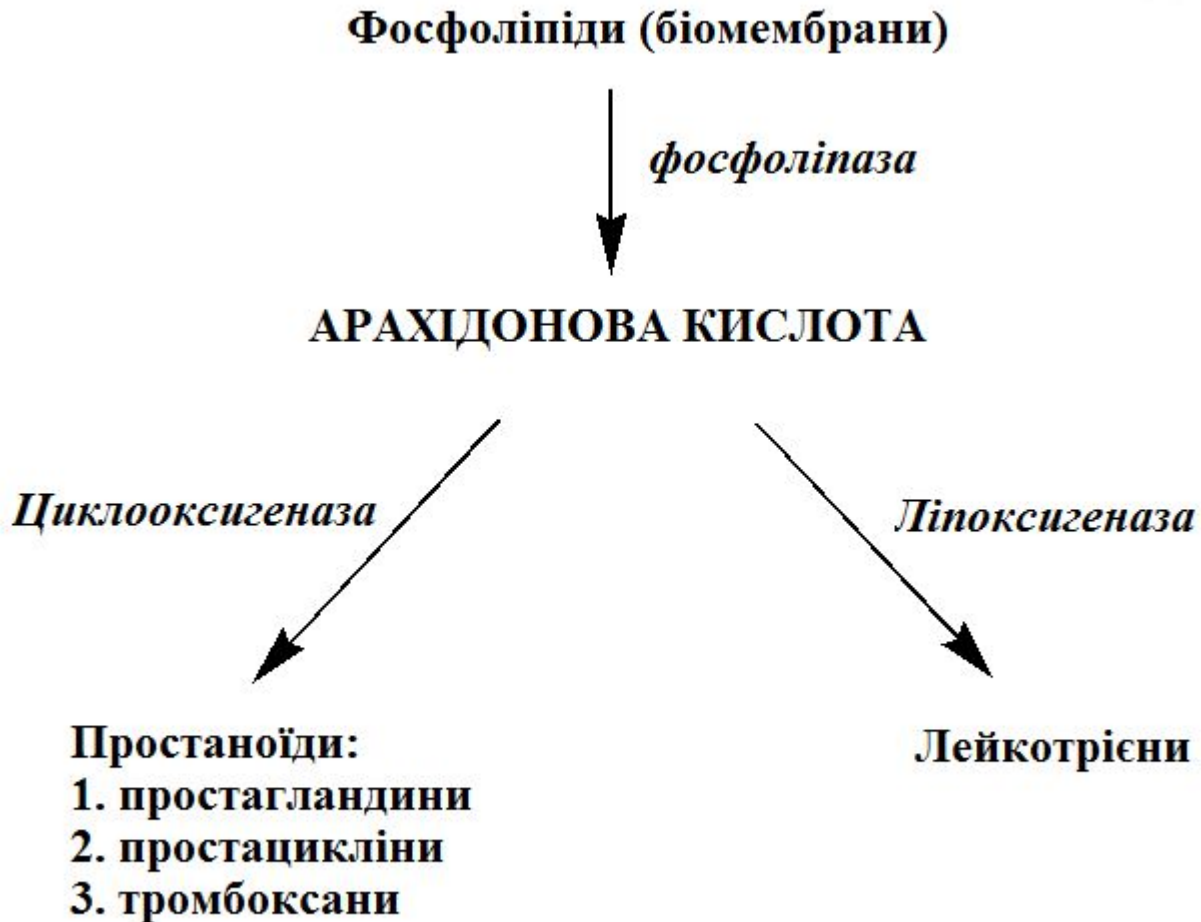 Фосфоліпіди (біомембрани)
фосфоліпаза
АРАХІДОНОВА КИСЛОТА
Циклооксигеназа
Ліпоксигеназа
Простаноїди:
1. простагландини
2. простацикліни
3. тромбоксани
Лейкотрієни